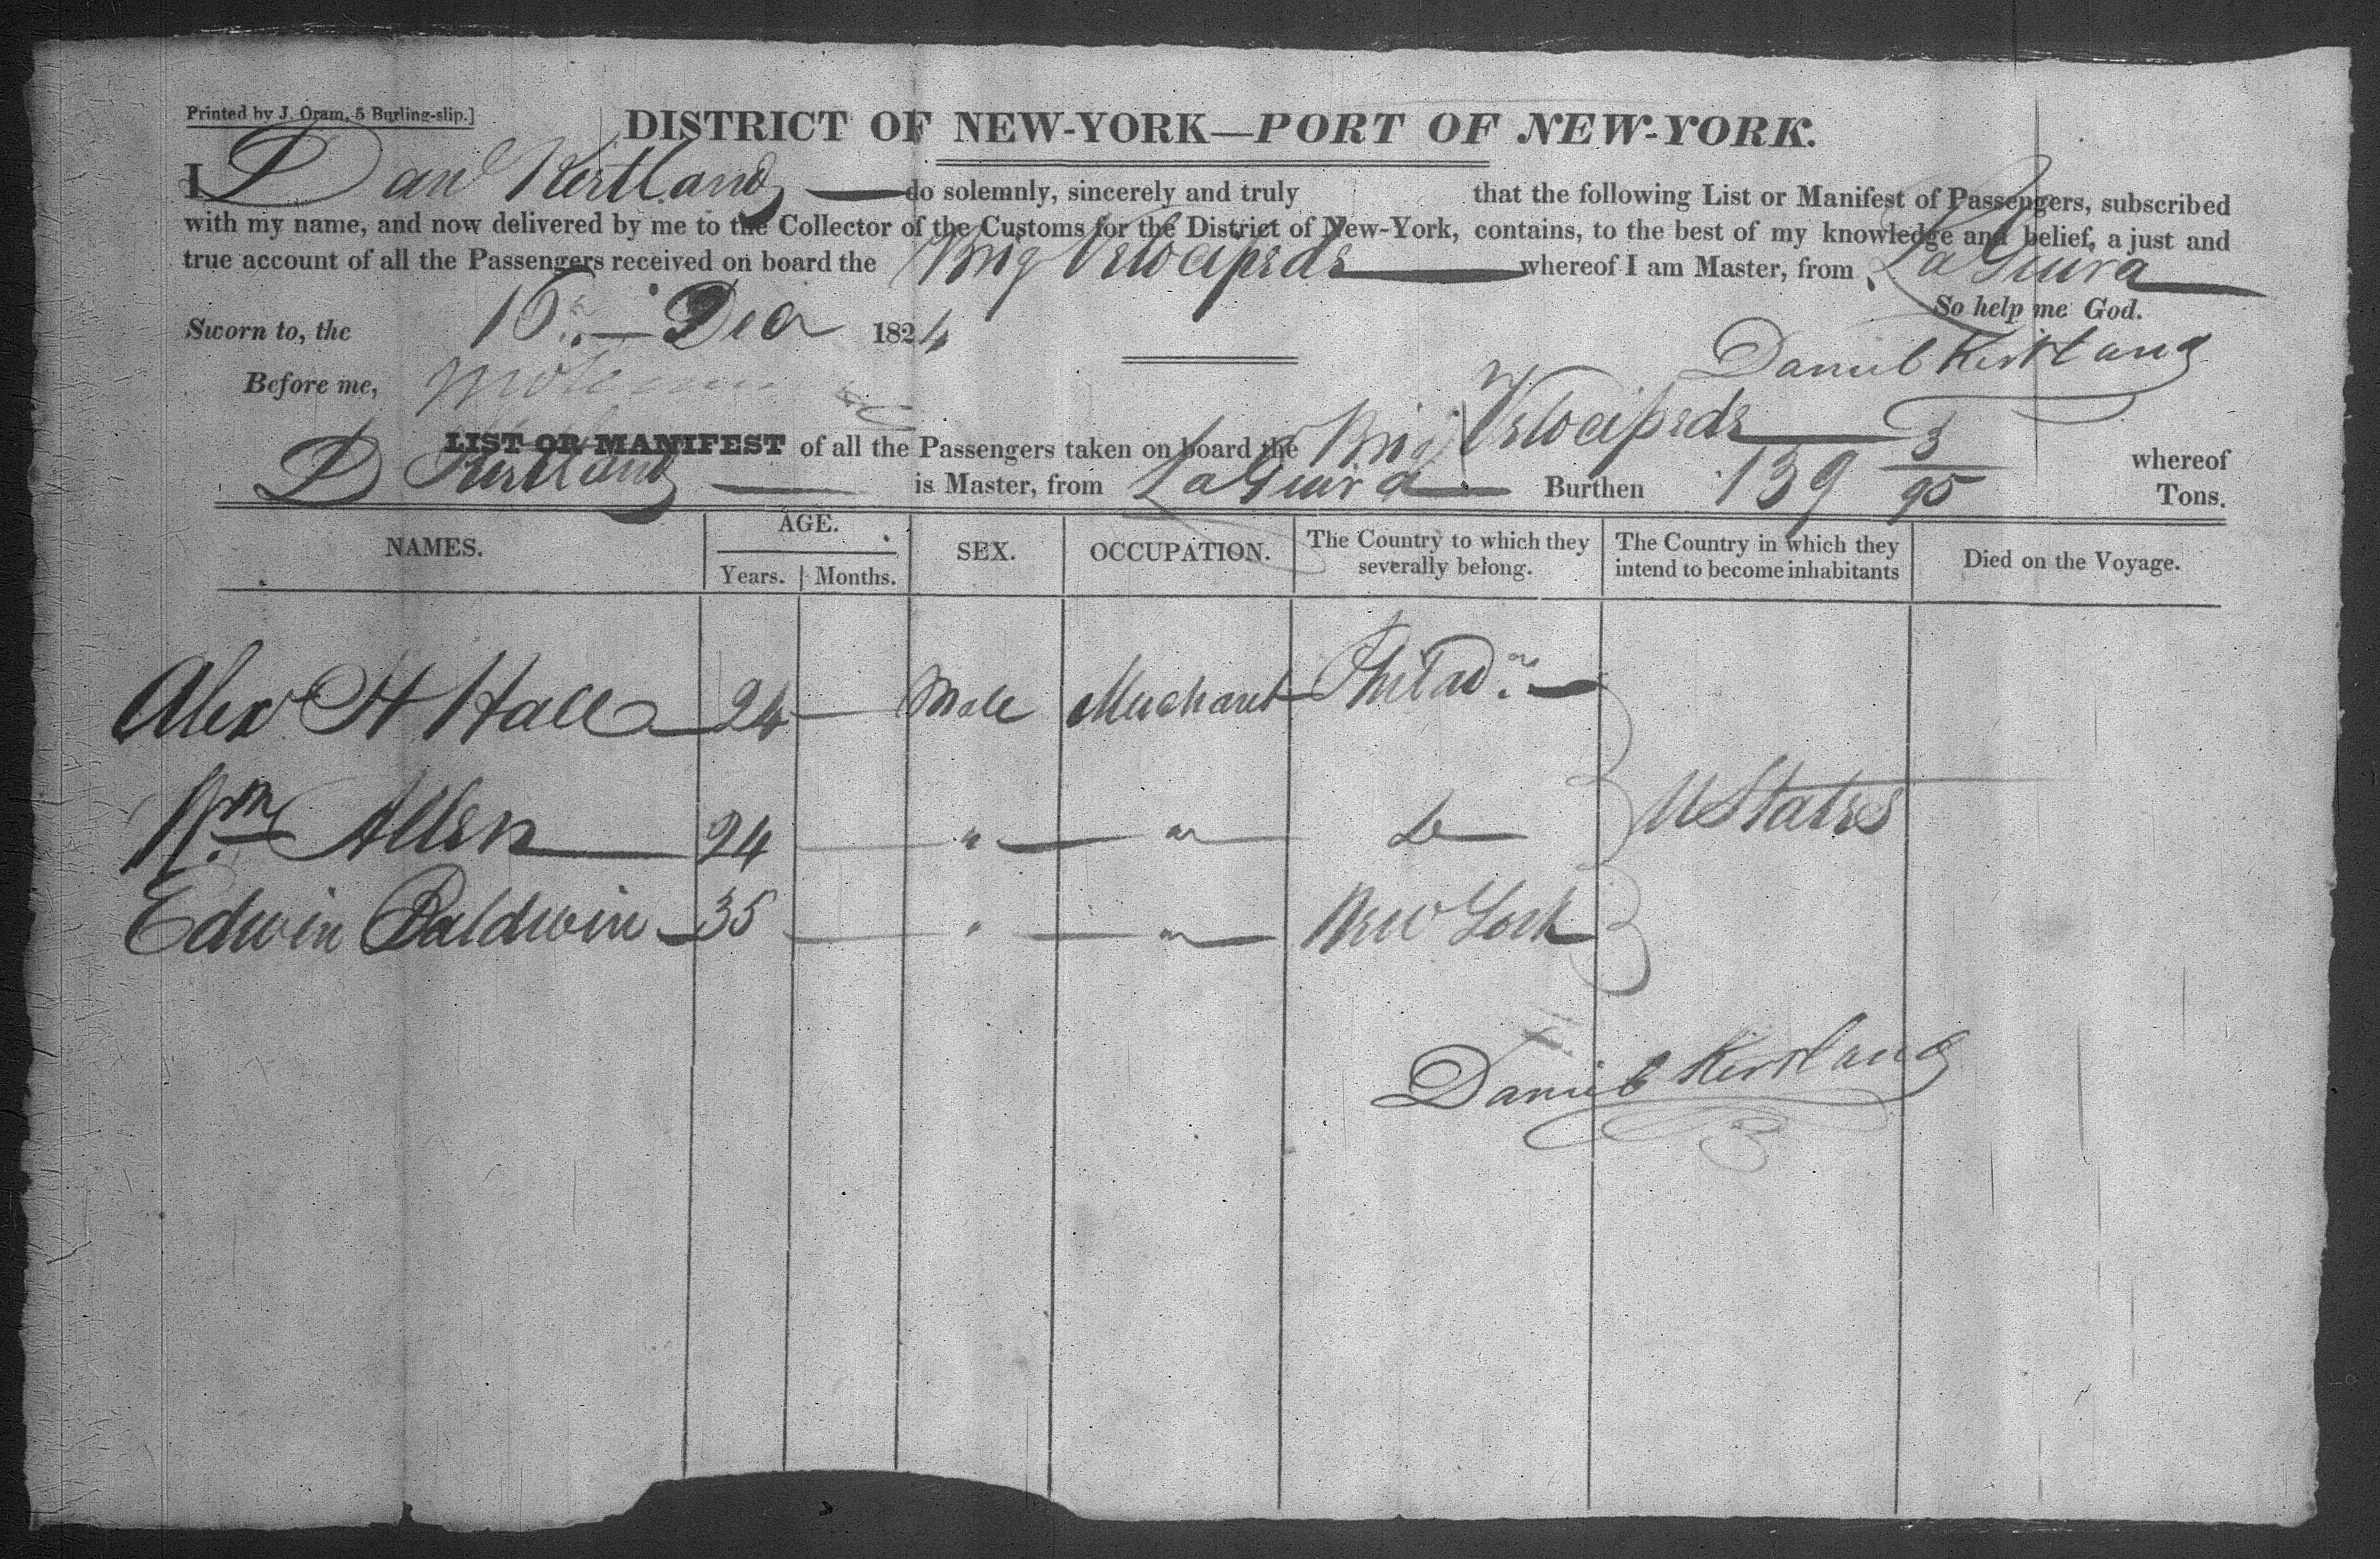 Printed by J. Oram, 5 Burling-slip.]
DISTRICT OF NEW-YORK—PORT OF NEW-YORK.
I Danl Kirtland do solemnly, sincerely and truly that the following List or Manifest of Passengers, subscribed
with my name, and now delivered by me to the Collector of the Customs for the District of New-York, contains, to the best of my knowledge and belief, a just and
true account of all the Passengers received on board the Brig Velocipede whereof I am Master, from LaGuira
So help me God.
Sworn to, the 16 Dec 1824
Daniel Kirtland
Before me,
LIST OR MANIFEST of all the Passengers taken on board the Brig Velocipede whereof
D Kirtland is Master, from LaGuira Burthen 139 3/95 Tons.
NAMES. AGE. Years. Months. SEX. OCCUPATION. The Country to which they severally belong. The Country in which they intend to become inhabitants Died on the Voyage.
Alex H Hall 24 Male Merchant Philada
Wm Allen 24 " " Do U States
Edwin Baldwin 35 " " New York
Daniel Kirtland